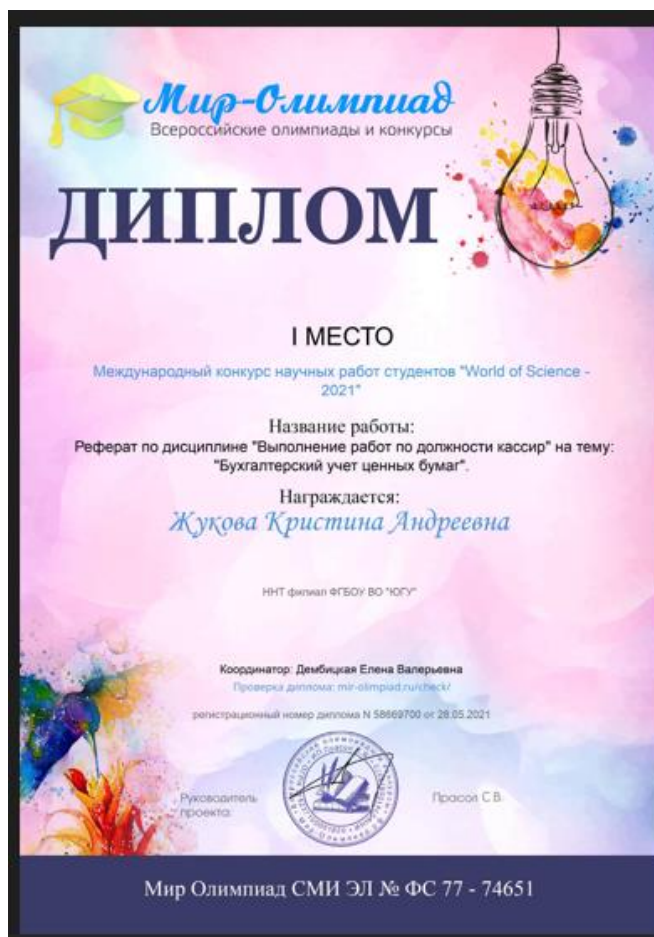 Мир-Олимпиад
Всероссийские олимпиады и конкурсы
ДИПЛОМ
I МЕСТО
Международный конкурс научных работ студентов "World of Science -
2021"
Название работы:
Реферат по дисциплине "Выполнение работ по должности кассир" на тему:
"Бухгалтерский учет ценных бумаг".
Награждается:
Жукова Кристина Андреевна
ННТ филиал ФГБОУ ВО "ЮГУ"
Координатор: Дембицкая Елена Валерьевна
Проверка диплома: mir-olimpiad.ru/check/
регистрационный номер диплома N 58669700 от 28.05.2021
Руководитель
проекта:
Прасол С.В.
Мир Олимпиад СМИ ЭЛ № ФС 77 - 74651